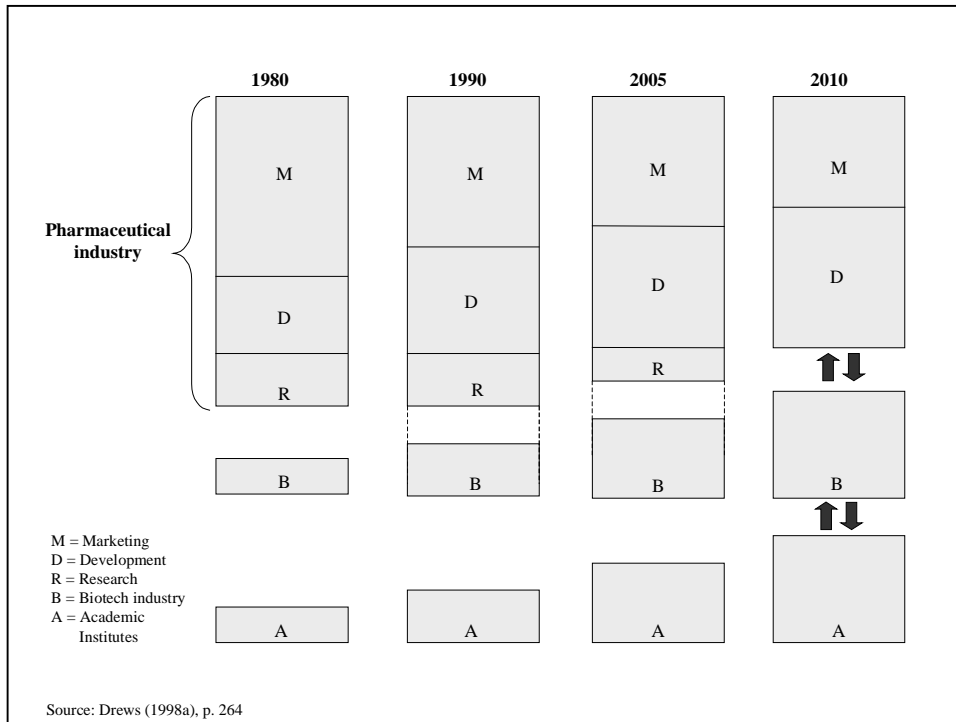 1980 1990 2005 2010
M M M M
Pharmaceutical
industry
D D D D
R R R
B B B B
M = Marketing
D = Development
R = Research
B = Biotech industry
A = Academic
Institutes
A A A A
Source: Drews (1998a), p. 264